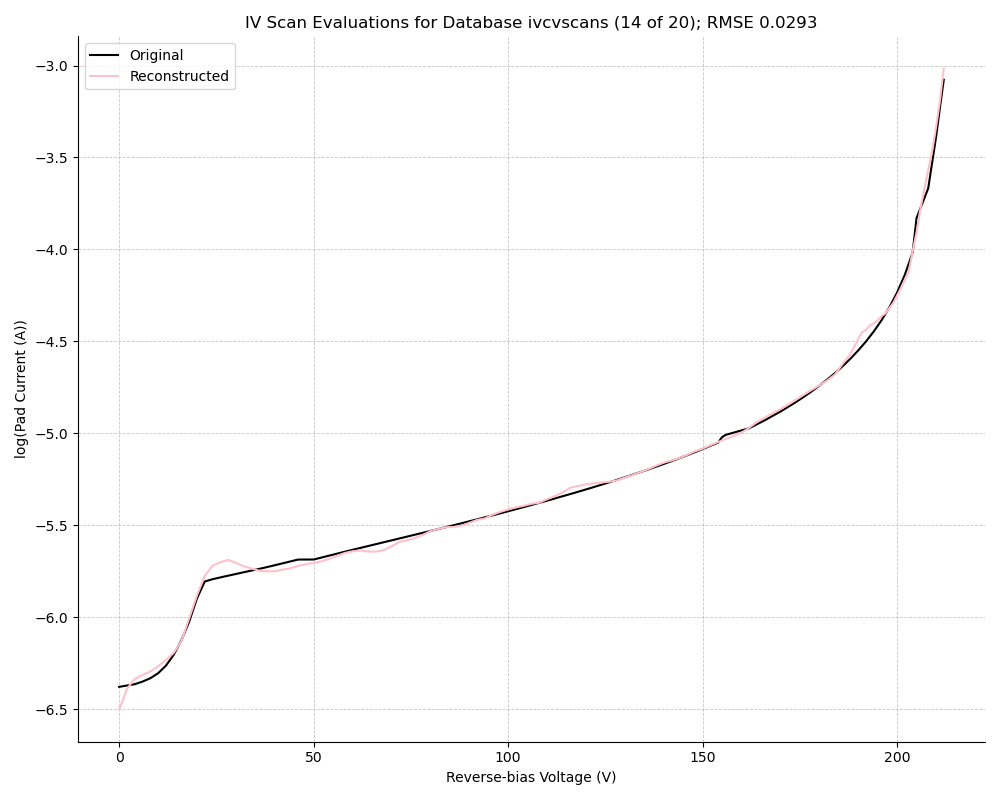 IV Scan Evaluations for Database ivcvscans (14 of 20); RMSE 0.0293
Original
Reconstructed
−3.0
−3.5
−4.0
−4.5
−5.0
−5.5
−6.0
−6.5
log(Pad Current (A))
0 50 100 150 200
Reverse-bias Voltage (V)